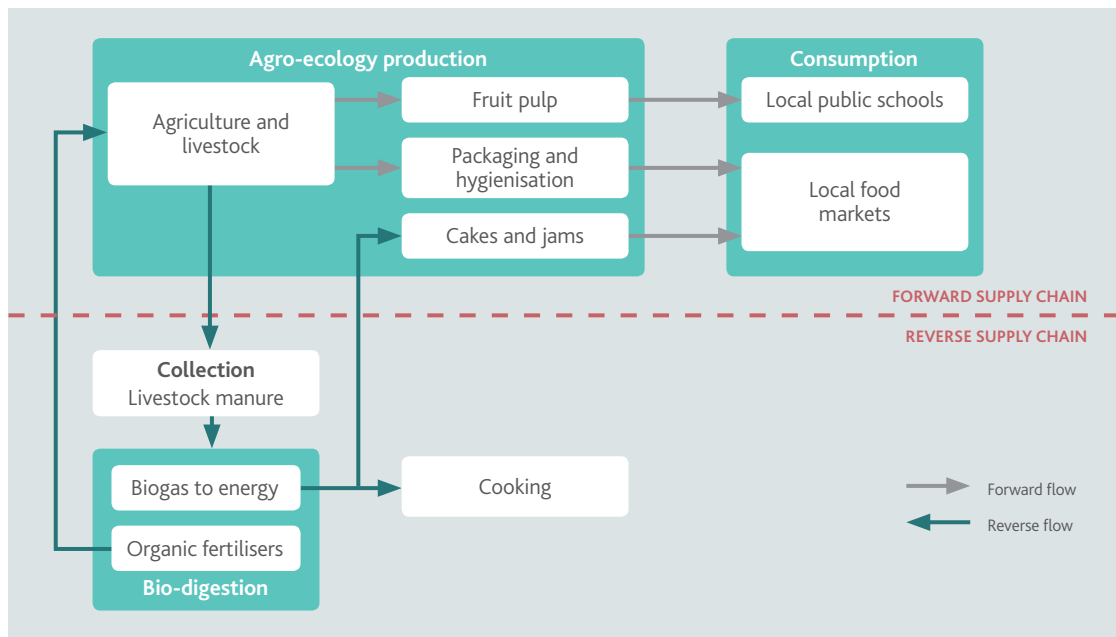 Agro-ecology production
Agriculture and
livestock
Fruit pulp
Packaging and
hygienisation
Cakes and jams
Consumption
Local public schools
Local food
markets
FORWARD SUPPLY CHAIN
REVERSE SUPPLY CHAIN
Collection
Livestock manure
Biogas to energy
Organic fertilisers
Bio-digestion
Cooking
Forward flow
Reverse flow